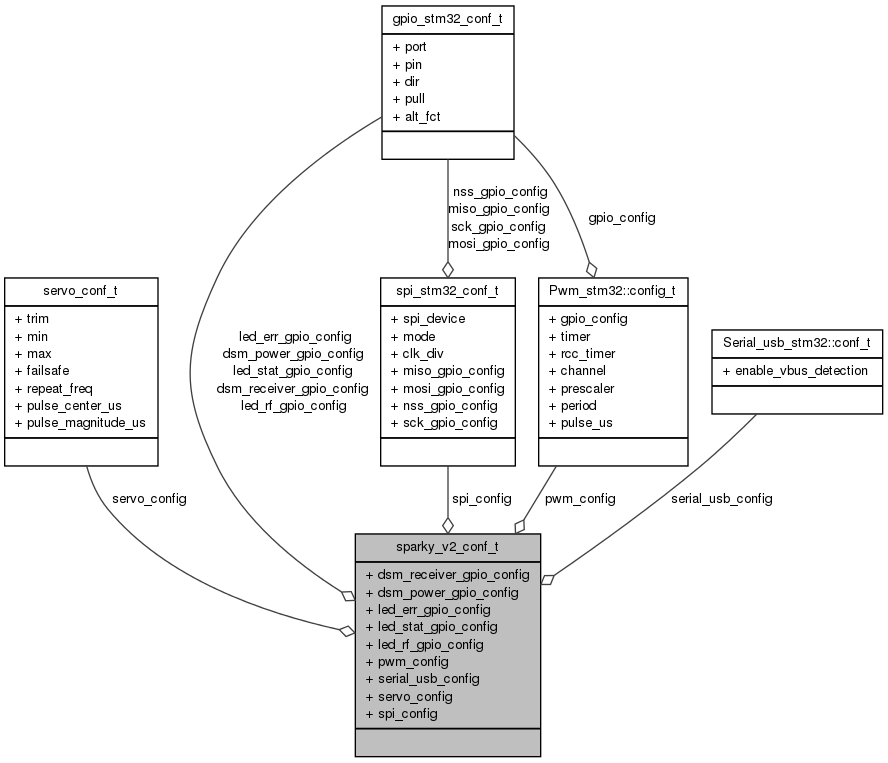 gpio_stm32_conf_t
+ port
+ pin
+ dir
+ pull
+ alt_fct
nss_gpio_config
miso_gpio_config
sck_gpio_config
mosi_gpio_config
gpio_config
servo_conf_t
+ trim
+ min
+ max
+ failsafe
+ repeat_freq
+ pulse_center_us
+ pulse_magnitude_us
led_err_gpio_config
dsm_power_gpio_config
led_stat_gpio_config
dsm_receiver_gpio_config
led_rf_gpio_config
spi_stm32_conf_t
+ spi_device
+ mode
+ clk_div
+ miso_gpio_config
+ mosi_gpio_config
+ nss_gpio_config
+ sck_gpio_config
Pwm_stm32::config_t
+ gpio_config
+ timer
+ rcc_timer
+ channel
+ prescaler
+ period
+ pulse_us
Serial_usb_stm32::conf_t
+ enable_vbus_detection
servo_config
spi_config
pwm_config
serial_usb_config
sparky_v2_conf_t
+ dsm_receiver_gpio_config
+ dsm_power_gpio_config
+ led_err_gpio_config
+ led_stat_gpio_config
+ led_rf_gpio_config
+ pwm_config
+ serial_usb_config
+ servo_config
+ spi_config